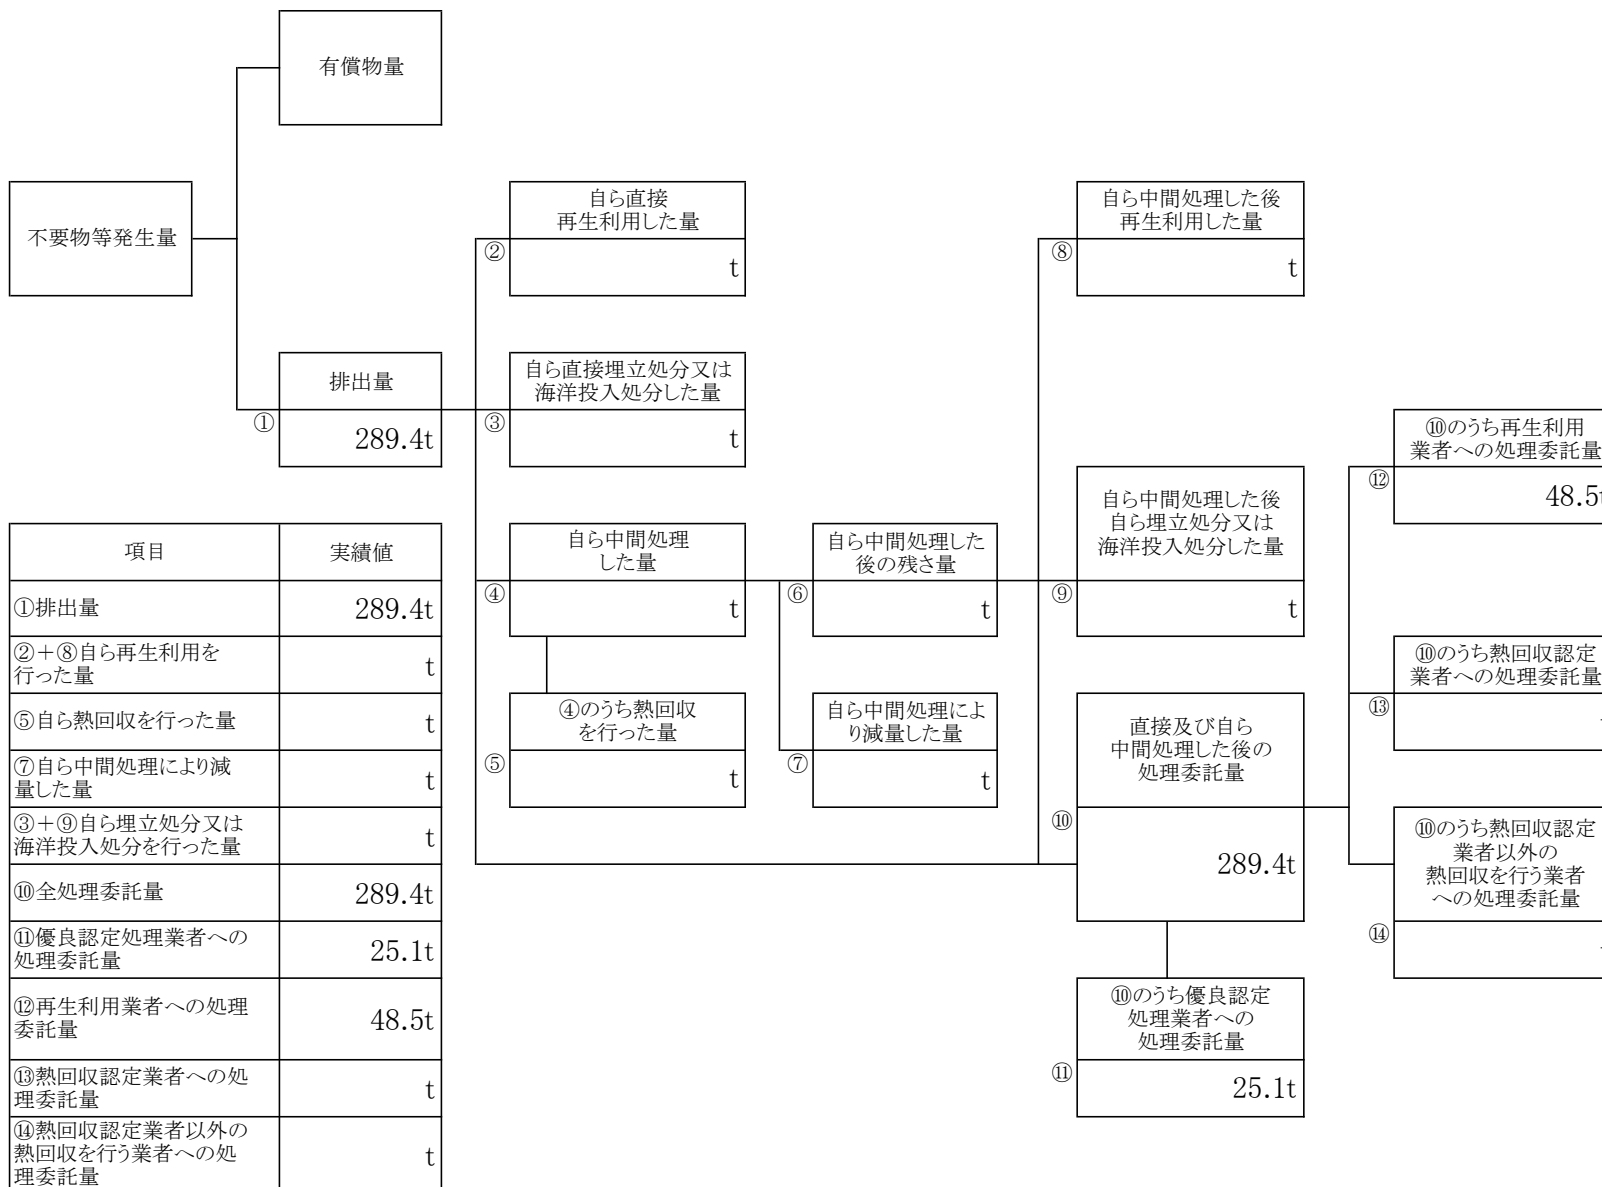 有償物量
不要物等発生量
自ら直接
再生利用した量
②
t
自ら中間処理した後
再生利用した量
⑧
t
排出量
①
289.4t
自ら直接埋立処分又は
海洋投入処分した量
③
t
⑩のうち再生利用
業者への処理委託量
⑫
48.5t
自ら中間処理した後
自ら埋立処分又は
海洋投入処分した量
⑨
t
自ら中間処理
した量
④
t
自ら中間処理した
後の残さ量
⑥
t
④のうち熱回収
を行った量
⑤
t
自ら中間処理によ
り減量した量
⑦
t
⑩のうち熱回収認定
業者への処理委託量
⑬
直接及び自ら
中間処理した後の
処理委託量
⑩
289.4t
⑩のうち熱回収認定
業者以外の
熱回収を行う業者
への処理委託量
⑭
⑩のうち優良認定
処理業者への
処理委託量
⑪
25.1t
項目 実績値
①排出量 289.4t
②+⑧自ら再生利用を
行った量 t
⑤自ら熱回収を行った量 t
⑦自ら中間処理により減
量した量 t
③+⑨自ら埋立処分又は
海洋投入処分を行った量 t
⑩全処理委託量 289.4t
⑪優良認定処理業者への
処理委託量 25.1t
⑫再生利用業者への処理
委託量 48.5t
⑬熱回収認定業者への処
理委託量 t
⑭熱回収認定業者以外の
熱回収を行う業者への処
理委託量 t